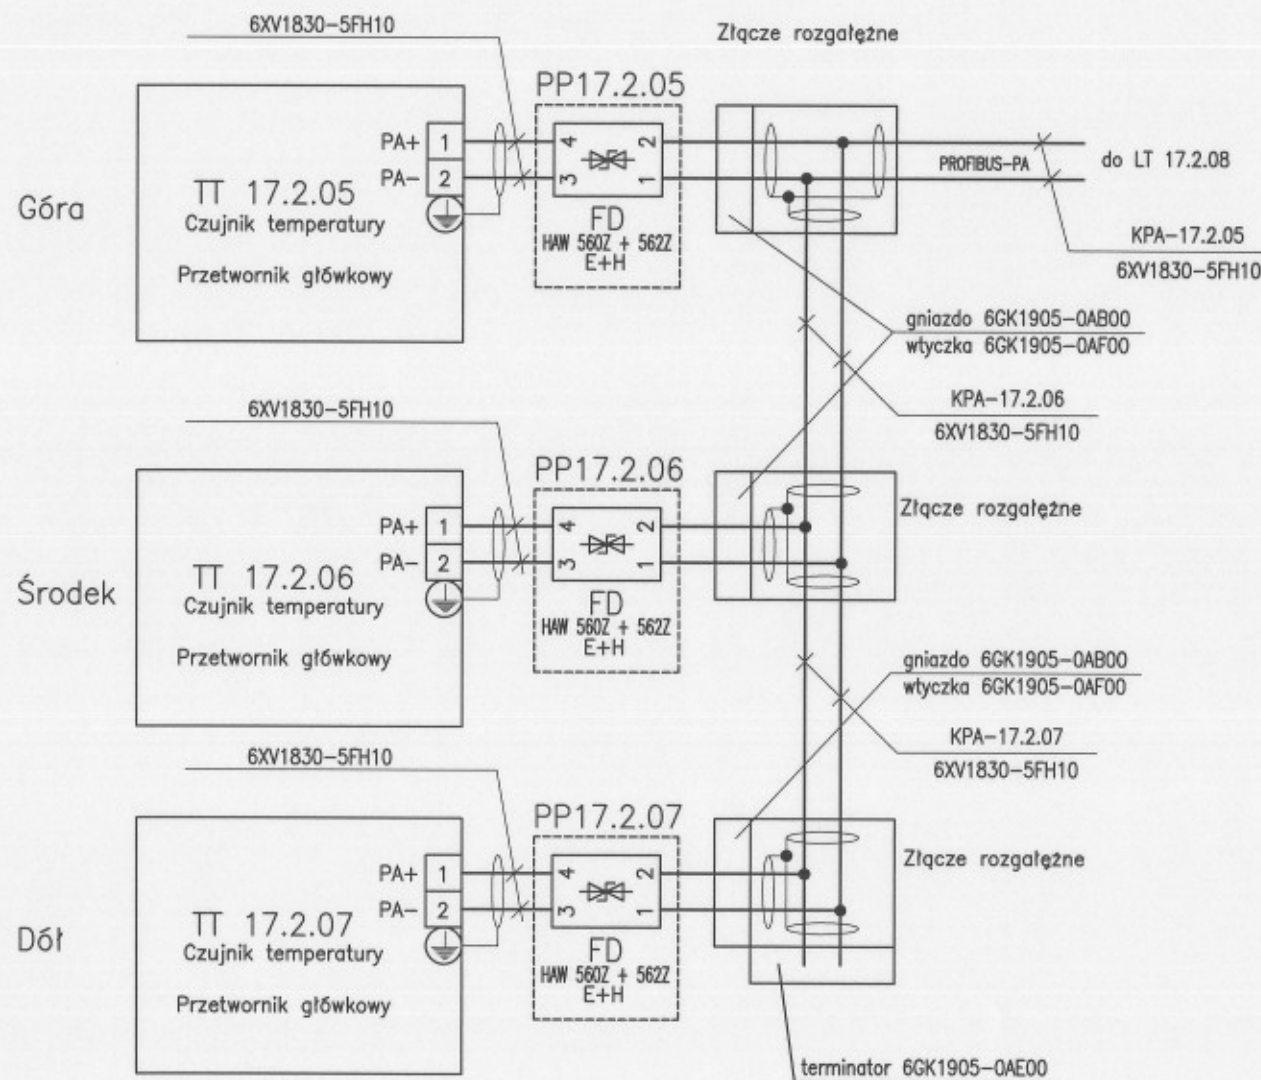 6XV1830-5FH10
Złącze rozgałęźne
PP17.2.05
PA+ 1
PA- 2
4 2
3 1
TT 17.2.05
Czujnik temperatury
Przetwornik główkowy
Góra
FD
HAW 560Z + 562Z
E+H
PROFIBUS-PA
do LT 17.2.08
KPA-17.2.05
6XV1830-5FH10
gniazdo 6GK1905-0AB00
wtyczka 6GK1905-0AF00
KPA-17.2.06
6XV1830-5FH10
6XV1830-5FH10
PP17.2.06
PA+ 1
PA- 2
4 2
3 1
TT 17.2.06
Czujnik temperatury
Przetwornik główkowy
Środek
FD
HAW 560Z + 562Z
E+H
Złącze rozgałęźne
gniazdo 6GK1905-0AB00
wtyczka 6GK1905-0AF00
KPA-17.2.07
6XV1830-5FH10
6XV1830-5FH10
PP17.2.07
PA+ 1
PA- 2
4 2
3 1
TT 17.2.07
Czujnik temperatury
Przetwornik główkowy
Dół
FD
HAW 560Z + 562Z
E+H
Złącze rozgałęźne
terminator 6GK1905-0AE00